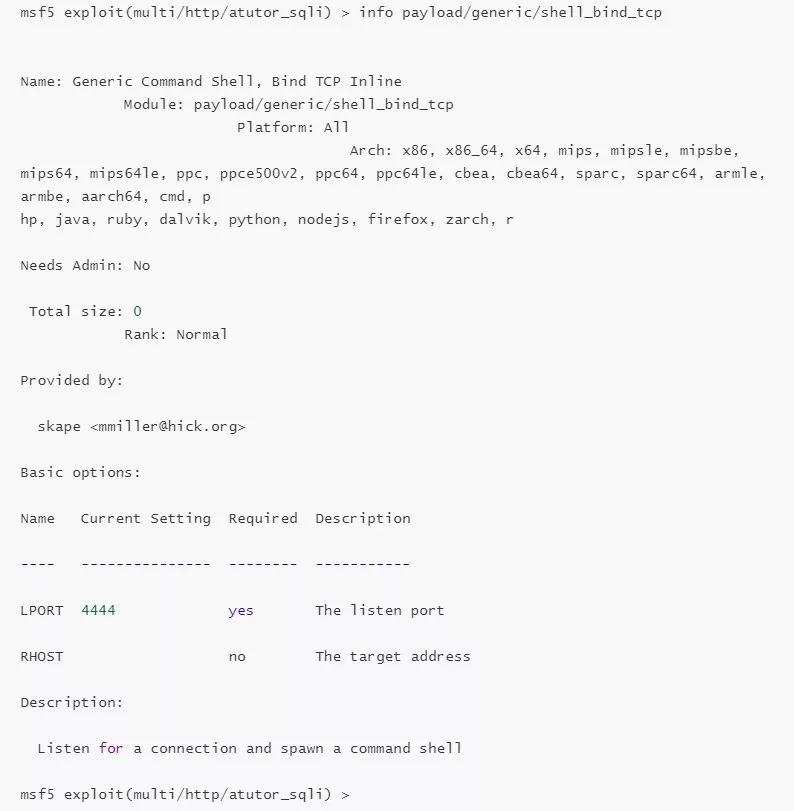 msf5 exploit(multi/http/atutor_sqli) > info payload/generic/shell_bind_tcp
Name: Generic Command Shell, Bind TCP Inline
Module: payload/generic/shell_bind_tcp
Platform: All
Arch: x86, x86_64, x64, mips, mipsle, mipsbe,
mips64, mips64le, ppc, ppce500v2, ppc64, ppc64le, cbea, cbea64, sparc, sparc64, armle,
armbe, aarch64, cmd, p
hp, java, ruby, dalvik, python, nodejs, firefox, zarch, r
Needs Admin: No
Total size: 0
Rank: Normal
Provided by:
skape <mmiller@hick.org>
Basic options:
Name   Current Setting  Required  Description
----   ---------------  --------  -----------
LPORT  4444             yes       The listen port
RHOST                   no        The target address
Description:
Listen for a connection and spawn a command shell
msf5 exploit(multi/http/atutor_sqli) >